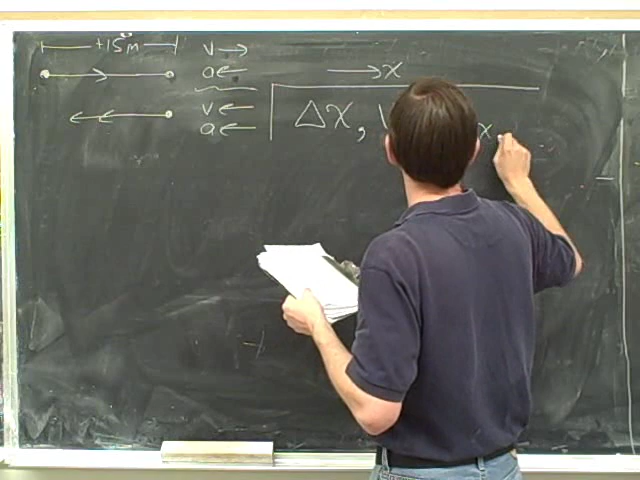 +15m v →
a ←
v ←
a ←
→ x
Δx, v
x